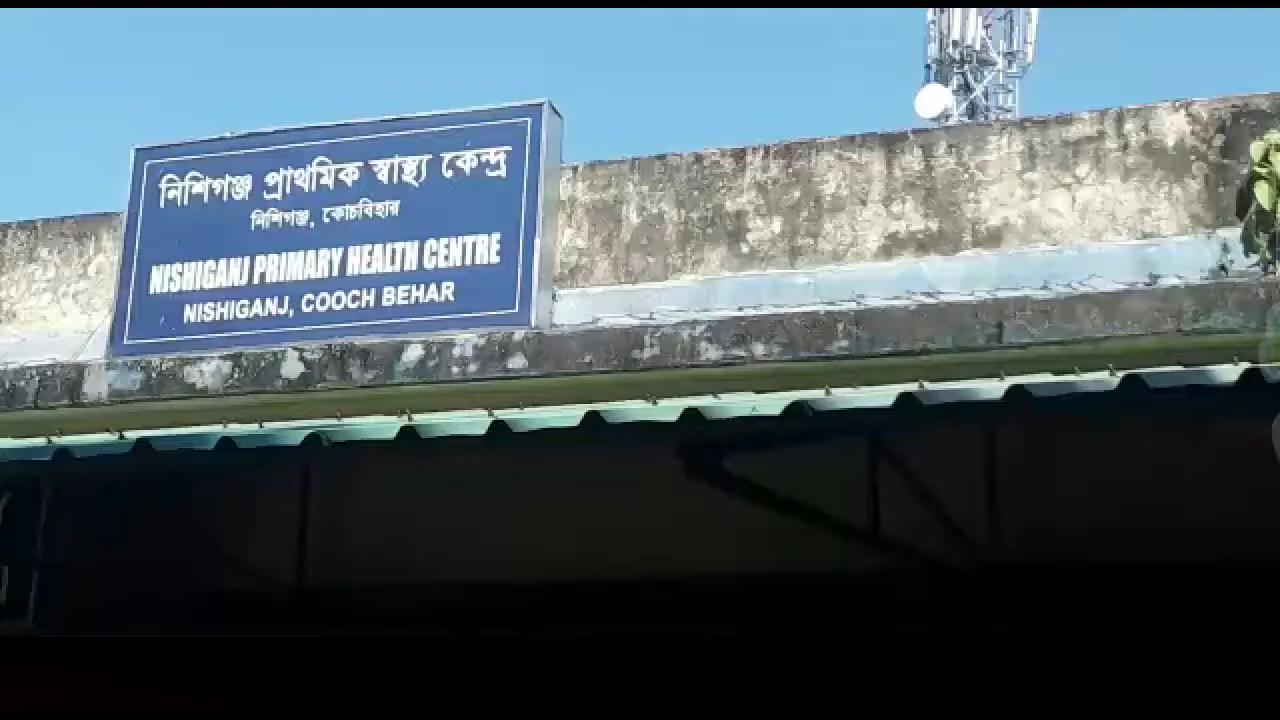 নিশিগঞ্জ প্রাথমিক স্বাস্থ্য কেন্দ্র
নিশিগঞ্জ, কোচবিহার
NISHIGANJ PRIMARY HEALTH CENTRE
NISHIGANJ, COOCH BEHAR